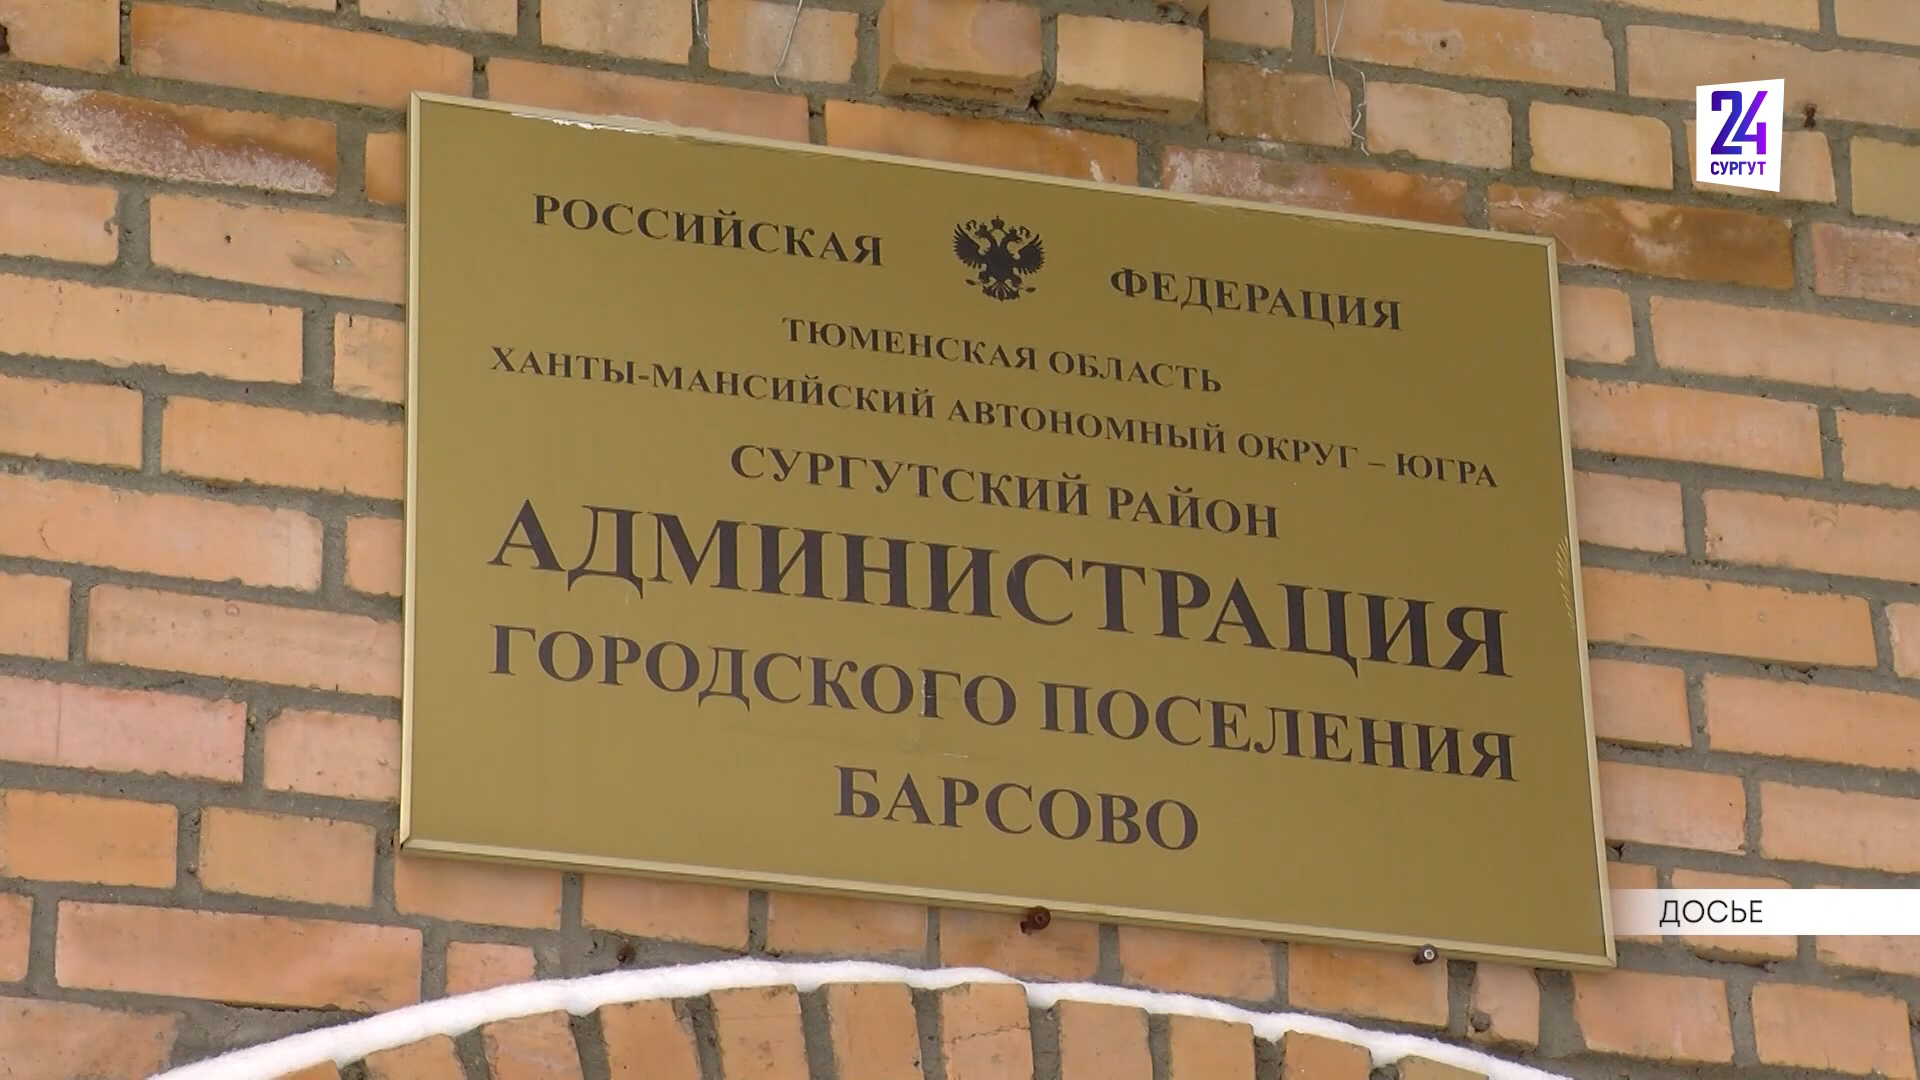 24
СУРГУТ
РОССИЙСКАЯ ФЕДЕРАЦИЯ
ТЮМЕНСКАЯ ОБЛАСТЬ
ХАНТЫ-МАНСИЙСКИЙ АВТОНОМНЫЙ ОКРУГ – ЮГРА
СУРГУТСКИЙ РАЙОН
АДМИНИСТРАЦИЯ
ГОРОДСКОГО ПОСЕЛЕНИЯ
БАРСОВО
ДОСЬЕ